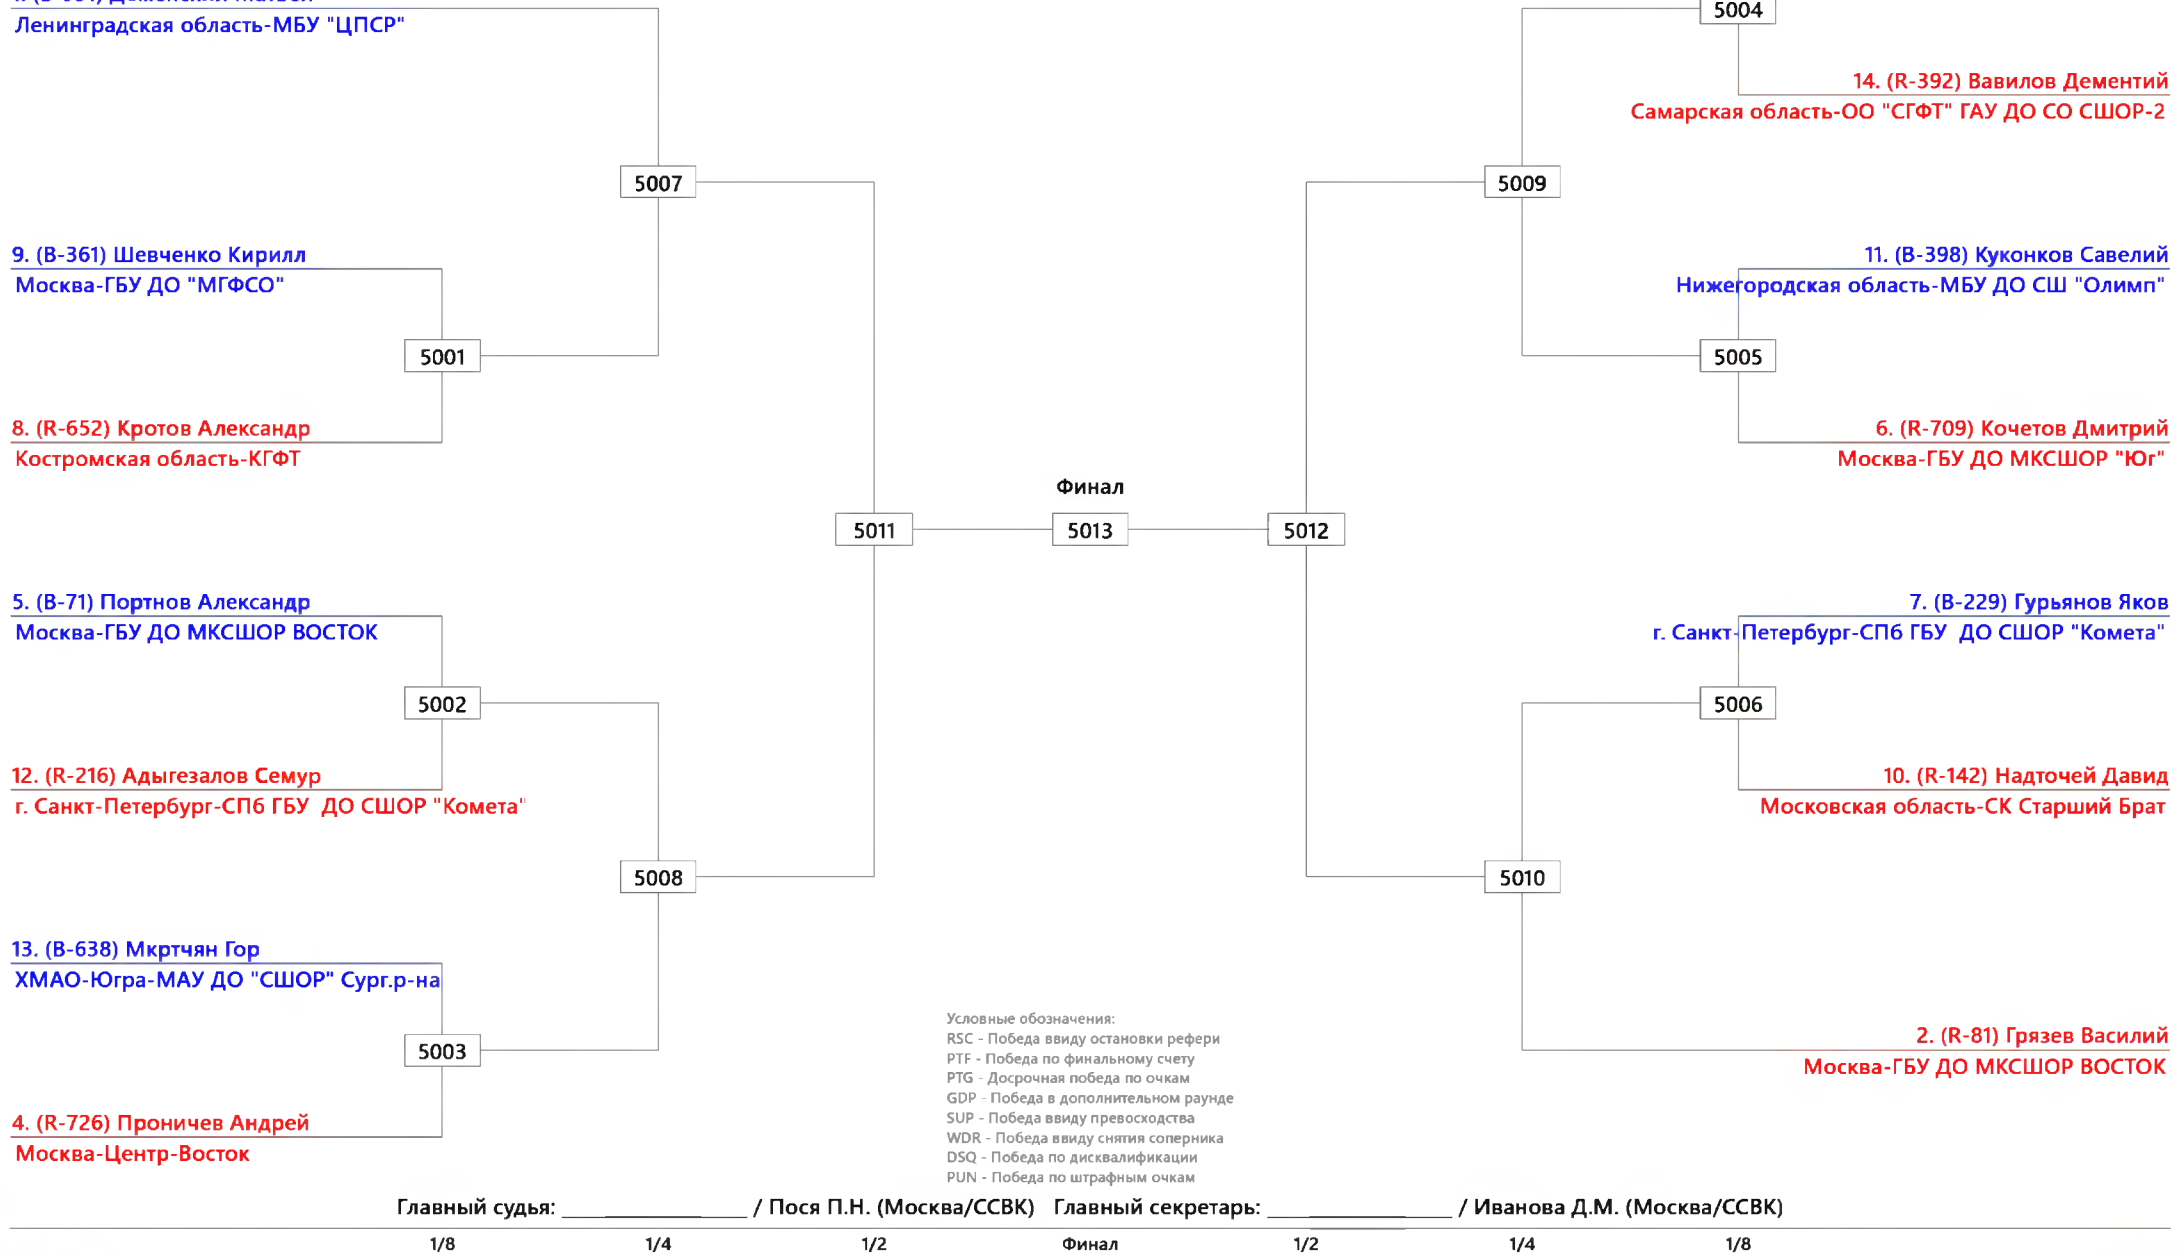 Ленинградская область-МБУ "ЦПСР"
5004
14. (R-392) Вавилов Дементий
Самарская область-ОО "СГФТ" ГАУ ДО СО СШОР-2
5007
5009
9. (B-361) Шевченко Кирилл
Москва-ГБУ ДО "МГФСО"
11. (B-398) Куконков Савелий
Нижегородская область-МБУ ДО СШ "Олимп"
5001
5005
8. (R-652) Кротов Александр
Костромская область-КГФТ
6. (R-709) Кочетов Дмитрий
Москва-ГБУ ДО МКСШОР "Юг"
Финал
5011
5013
5012
5. (B-71) Портнов Александр
Москва-ГБУ ДО МКСШОР ВОСТОК
7. (B-229) Гурьянов Яков
г. Санкт-Петербург-СПб ГБУ ДО СШОР "Комета"
5002
5006
12. (R-216) Адыгезалов Семур
г. Санкт-Петербург-СПб ГБУ ДО СШОР "Комета"
10. (R-142) Надточей Давид
Московская область-СК Старший Брат
5008
5010
13. (B-638) Мкртчян Гор
ХМАО-Югра-МАУ ДО "СШОР" Сург.р-на
5003
2. (R-81) Грязев Василий
Москва-ГБУ ДО МКСШОР ВОСТОК
4. (R-726) Проничев Андрей
Москва-Центр-Восток
Условные обозначения:
RSC - Победа ввиду остановки рефери
PTF - Победа по финальному счету
PTG - Досрочная победа по очкам
GDP - Победа в дополнительном раунде
SUP - Победа ввиду превосходства
WDR - Победа ввиду снятия соперника
DSQ - Победа по дисквалификации
PUN - Победа по штрафным очкам
Главный судья: ________________ / Пося П.Н. (Москва/ССВК) Главный секретарь: ________________ / Иванова Д.М. (Москва/ССВК)
1/8 1/4 1/2 Финал 1/2 1/4 1/8